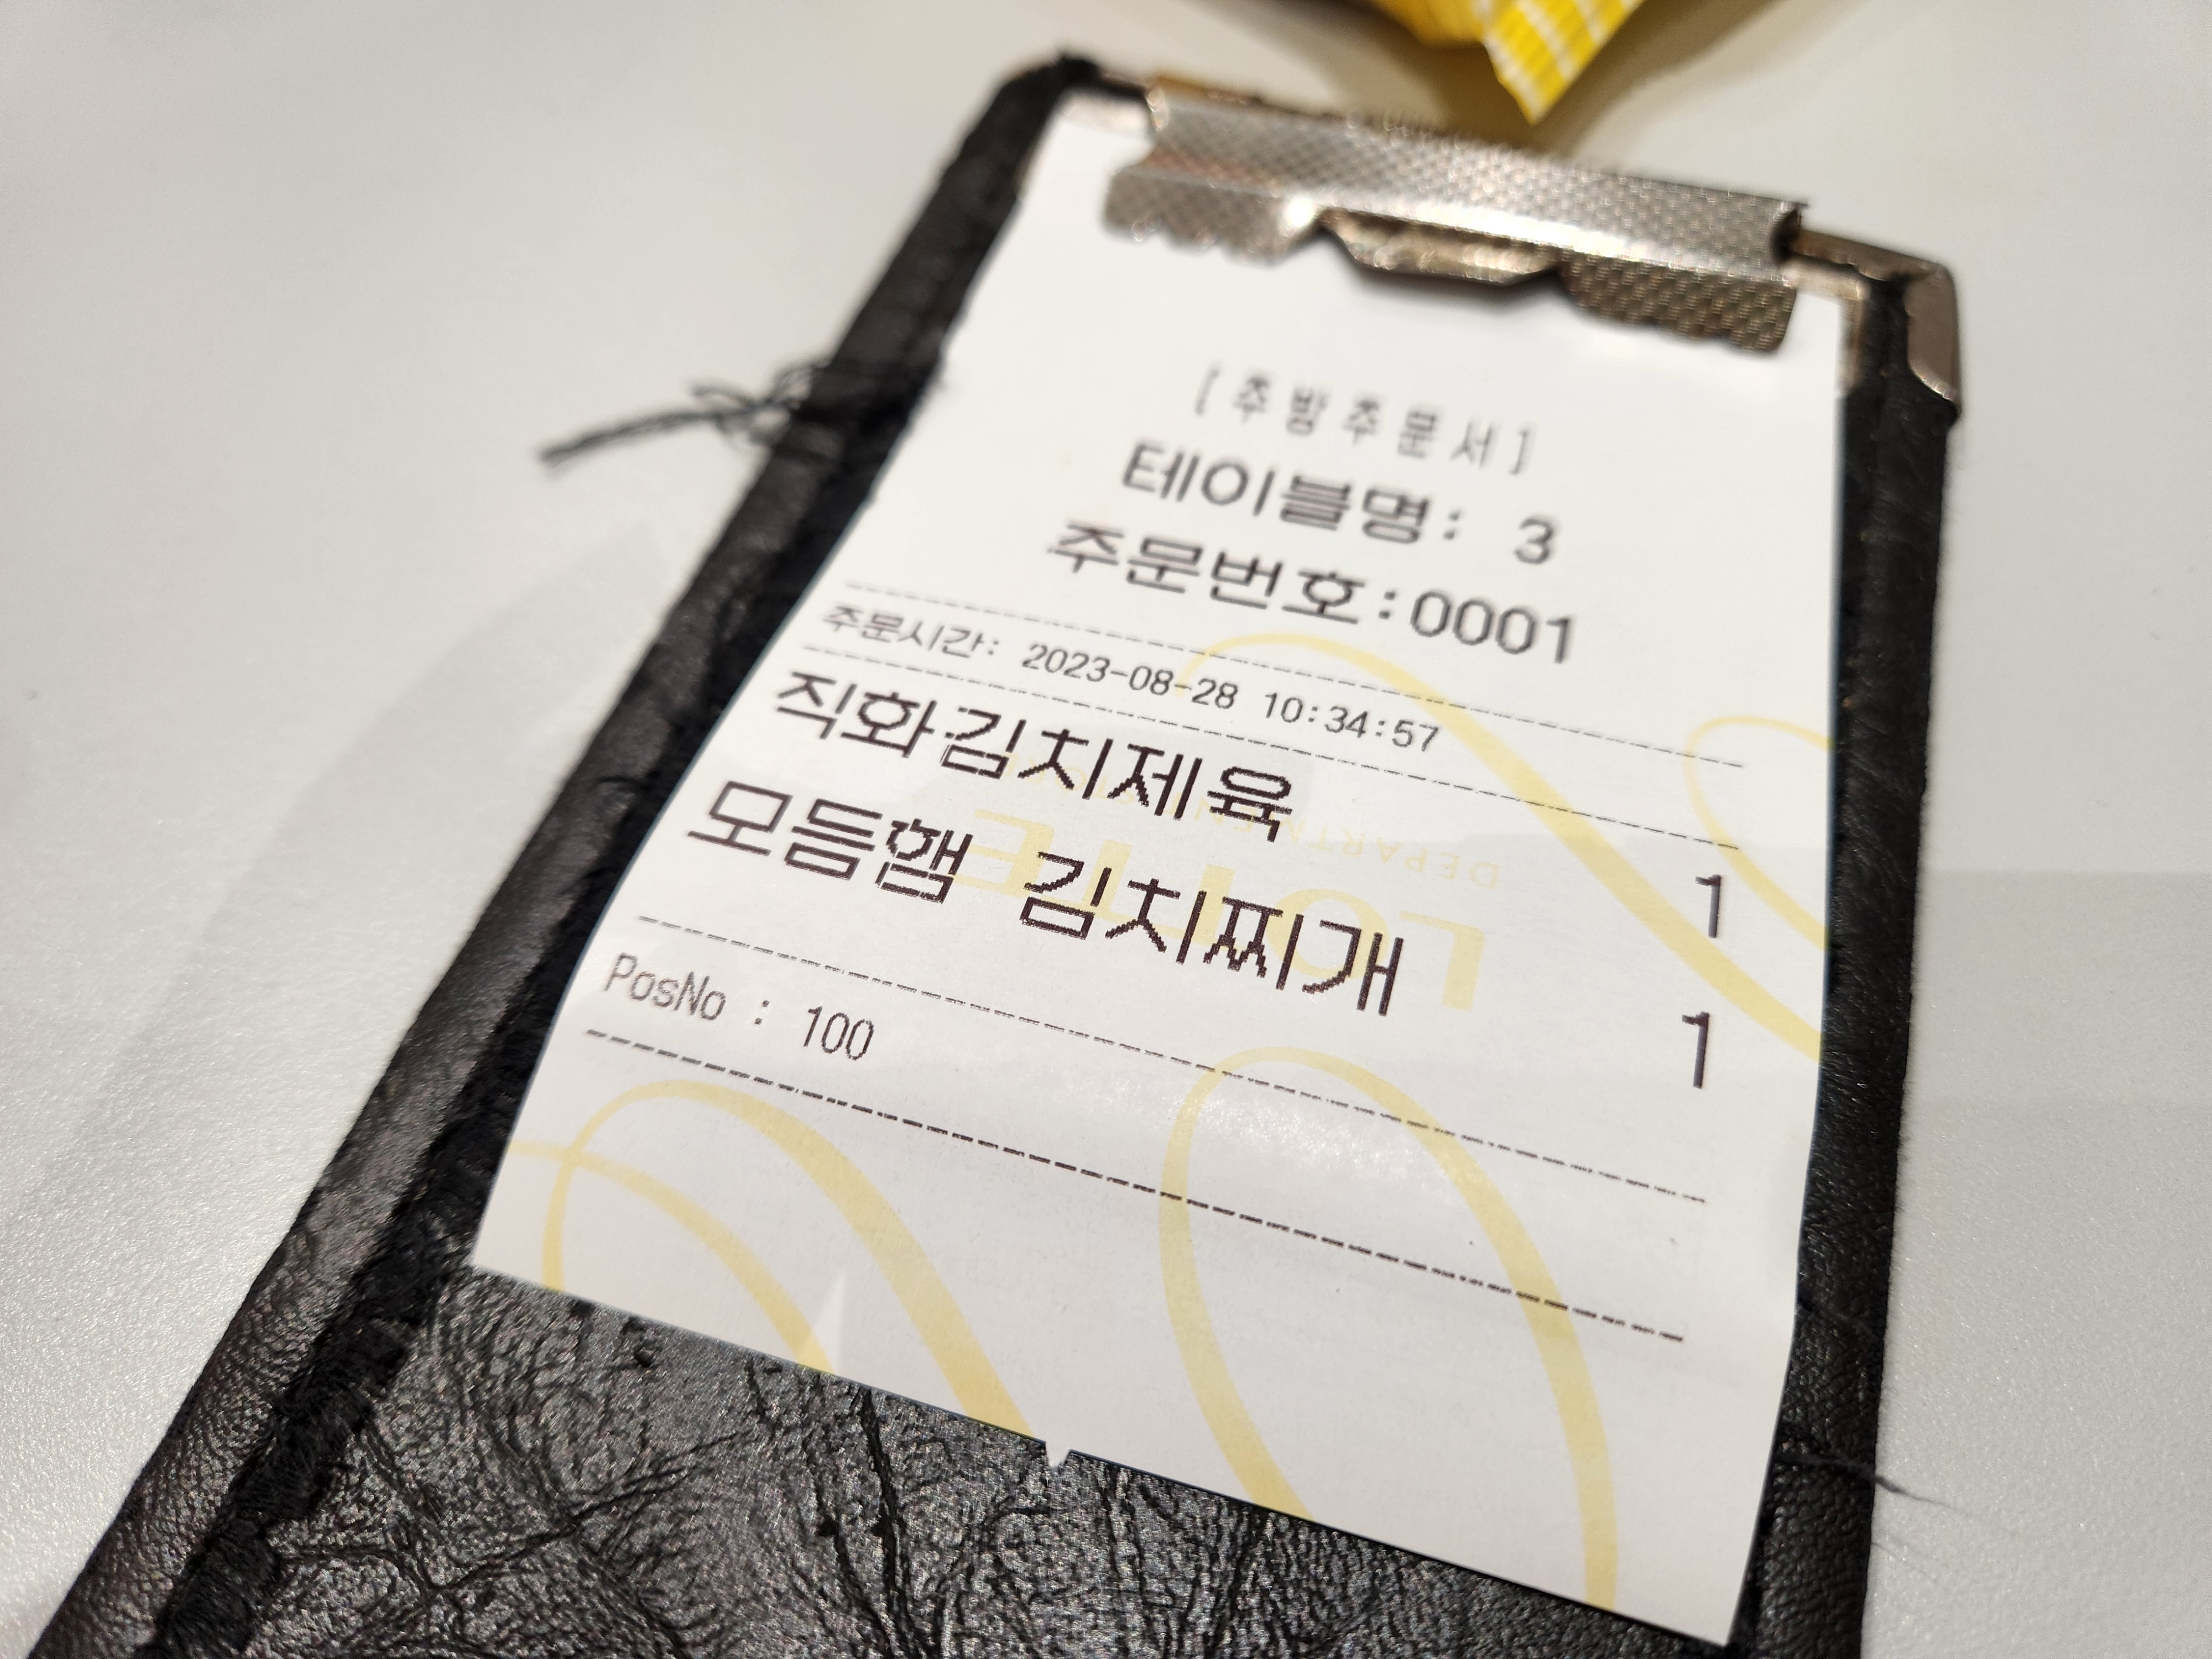 [주방주문서]
테이블명: 3
주문번호:0001
주문시간: 2023-08-28 10:34:57
직화김치제육 1
모듬햄 김치찌개 1
PosNo : 100
LOTTE
DEPARTMENT